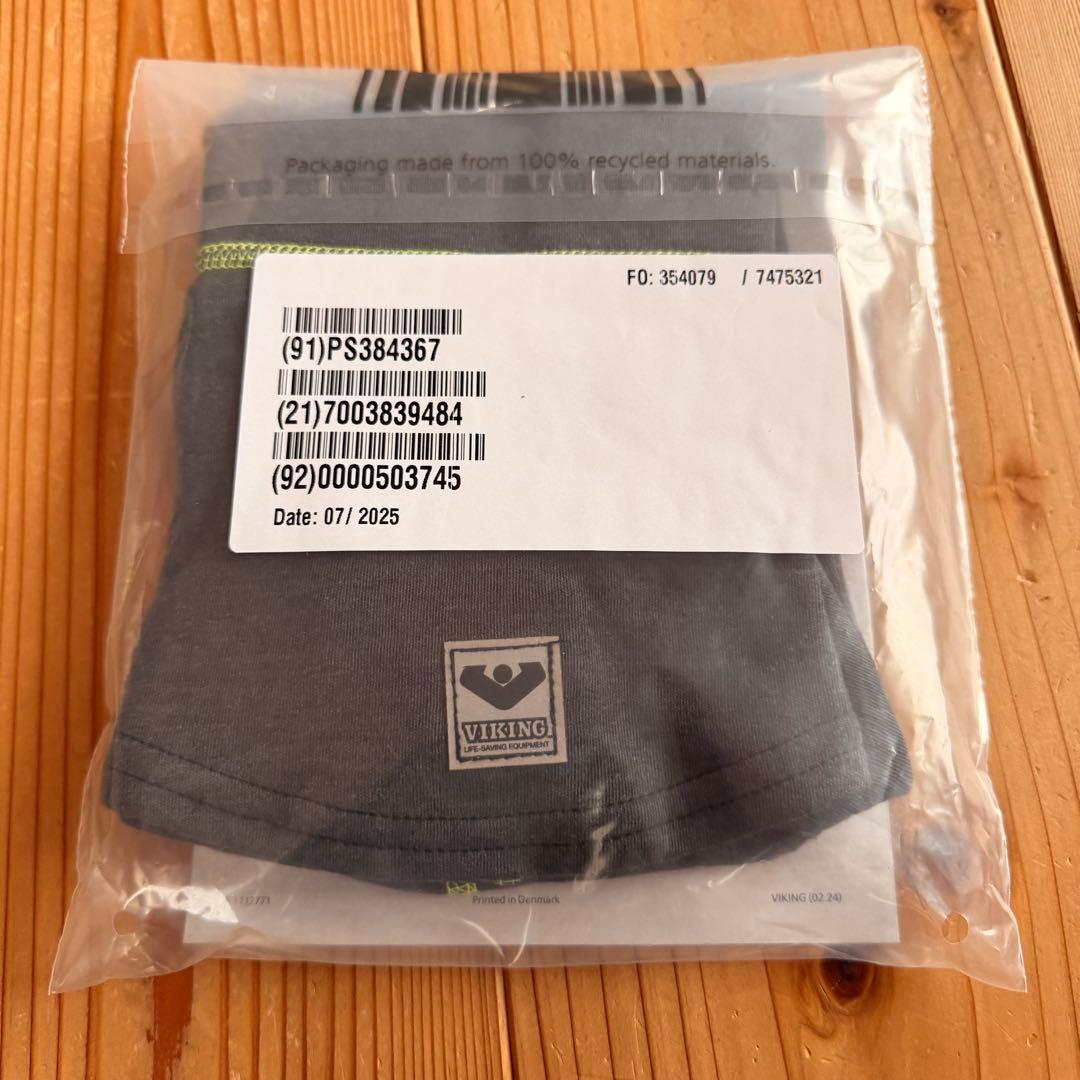 Packaging made from 100% recycled materials.
FO: 354079 / 7475321
(91)PS384367
(21)7003839484
(92)0000503745
Date: 07/ 2025
VIKING
LIFE-SAVING EQUIPMENT
Printed in Denmark
VIKING (02.24)